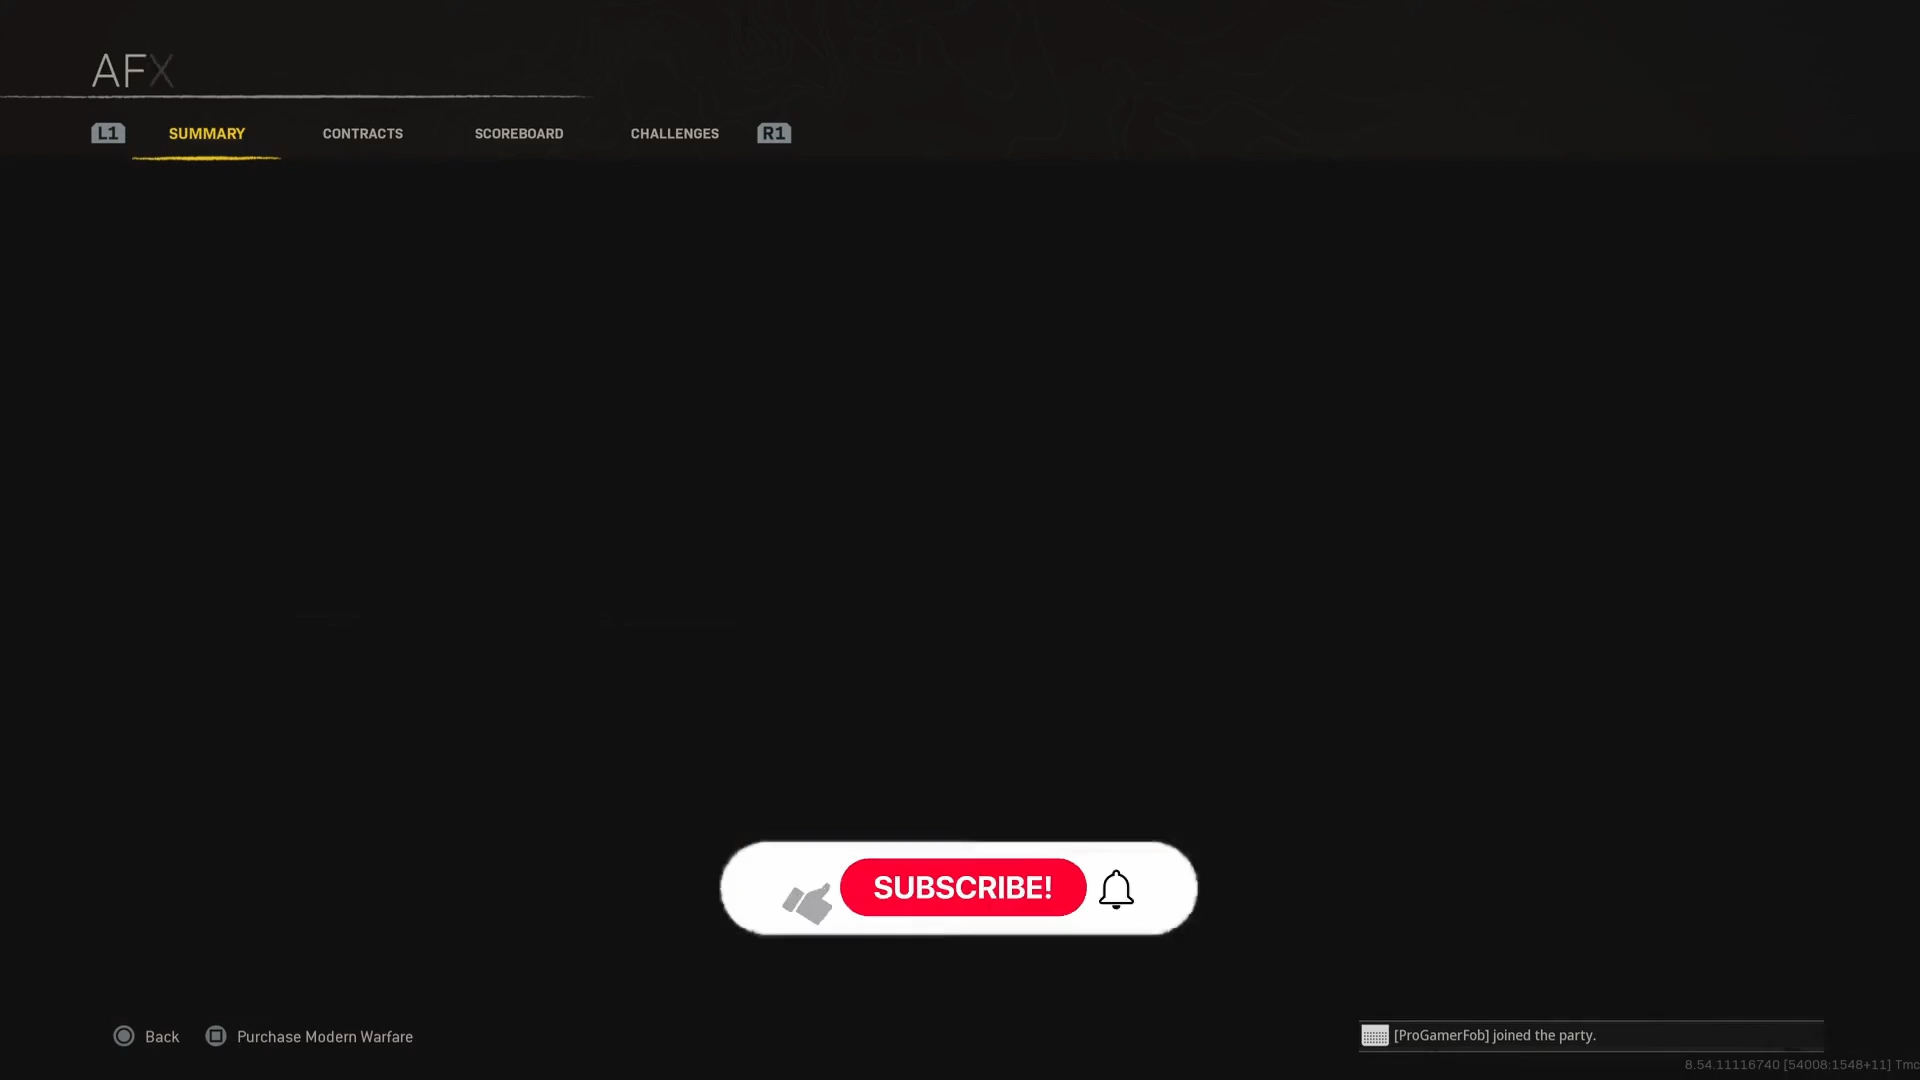 AFX
L1 SUMMARY CONTRACTS SCOREBOARD CHALLENGES R1
SUBSCRIBE!
Back Purchase Modern Warfare
[ProGamerFob] joined the party.
8.54.11116740 [54008:1548+11] Tmc